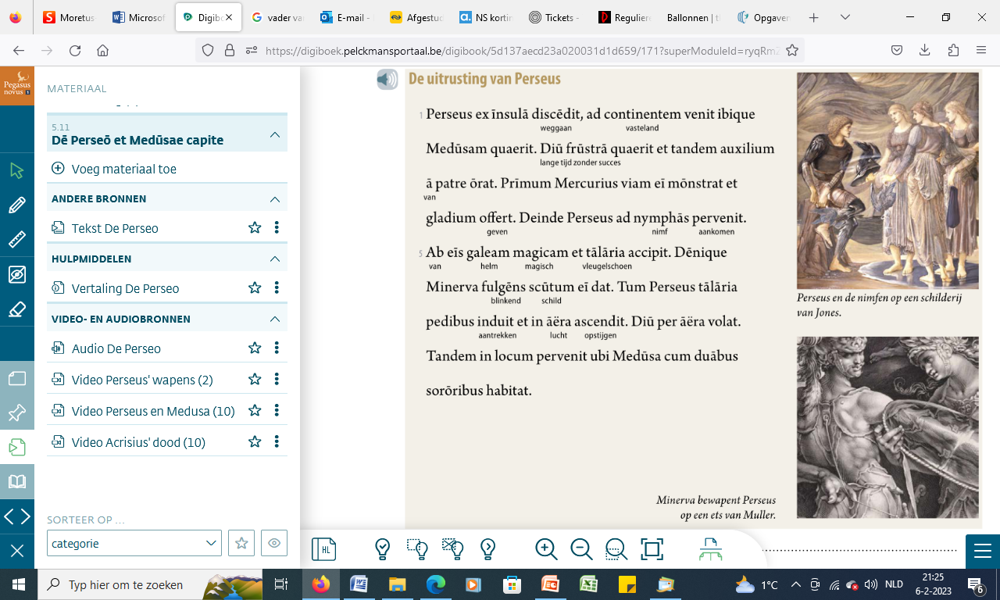 Moretus
Microsof
Digibo
vader va
E-mail -
Afgestud
NS kortin
Tickets -
Regulier
Ballonnen | t
Opgaven
https://digiboek.pelckmansportaal.be/digibook/5d137aecd23a020031d1d659/171?superModuleId=ryqRm
Pegasus
novus 1
MATERIAAL
5.11
Dē Perseō et Medūsae capite
Voeg materiaal toe
ANDERE BRONNEN
Tekst De Perseo
HULPMIDDELEN
Vertaling De Perseo
VIDEO- EN AUDIOBRONNEN
Audio De Perseo
Video Perseus' wapens (2)
Video Perseus en Medusa (10)
Video Acrisius' dood (10)
SORTEER OP ...
categorie
De uitrusting van Perseus
1 Perseus ex īnsulā discēdit, ad continentem venit ibique
weggaan vasteland
Medūsam quaerit. Diū frūstrā quaerit et tandem auxilium
lange tijd zonder succes
ā patre ōrat. Prīmum Mercurius viam eī mōnstrat et
van
gladium offert. Deinde Perseus ad nymphās pervenit.
geven nimf aankomen
5 Ab eīs galeam magicam et tālāria accipit. Dēnique
van helm magisch vleugelschoen
Minerva fulgēns scūtum eī dat. Tum Perseus tālāria
blinkend schild
pedibus induit et in āëra ascendit. Diū per āëra volat.
aantrekken lucht opstijgen
Tandem in locum pervenit ubi Medūsa cum duābus
sorōribus habitat.
Perseus en de nimfen op een schilderij
van Jones.
Minerva bewapent Perseus
op een ets van Muller.
HL
Typ hier om te zoeken
1°C
NLD
21:25
6-2-2023
6